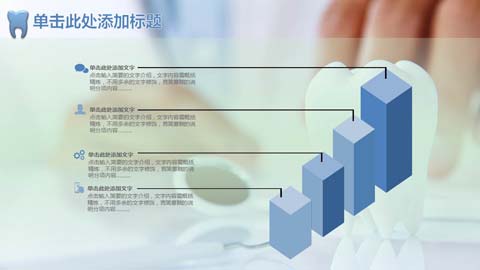 单击此处添加标题
单击此处添加文字
点击输入简要的文字介绍，文字内容需概括
精炼，不用多余的文字修饰，言简意赅的说
明分项内容……
单击此处添加文字
点击输入简要的文字介绍，文字内容需概括
精炼，不用多余的文字修饰，言简意赅的说
明分项内容……
单击此处添加文字
点击输入简要的文字介绍，文字内容需概括
精炼，不用多余的文字修饰，言简意赅的说
明分项内容……
单击此处添加文字
点击输入简要的文字介绍，文字内容需概括
精炼，不用多余的文字修饰，言简意赅的说
明分项内容……